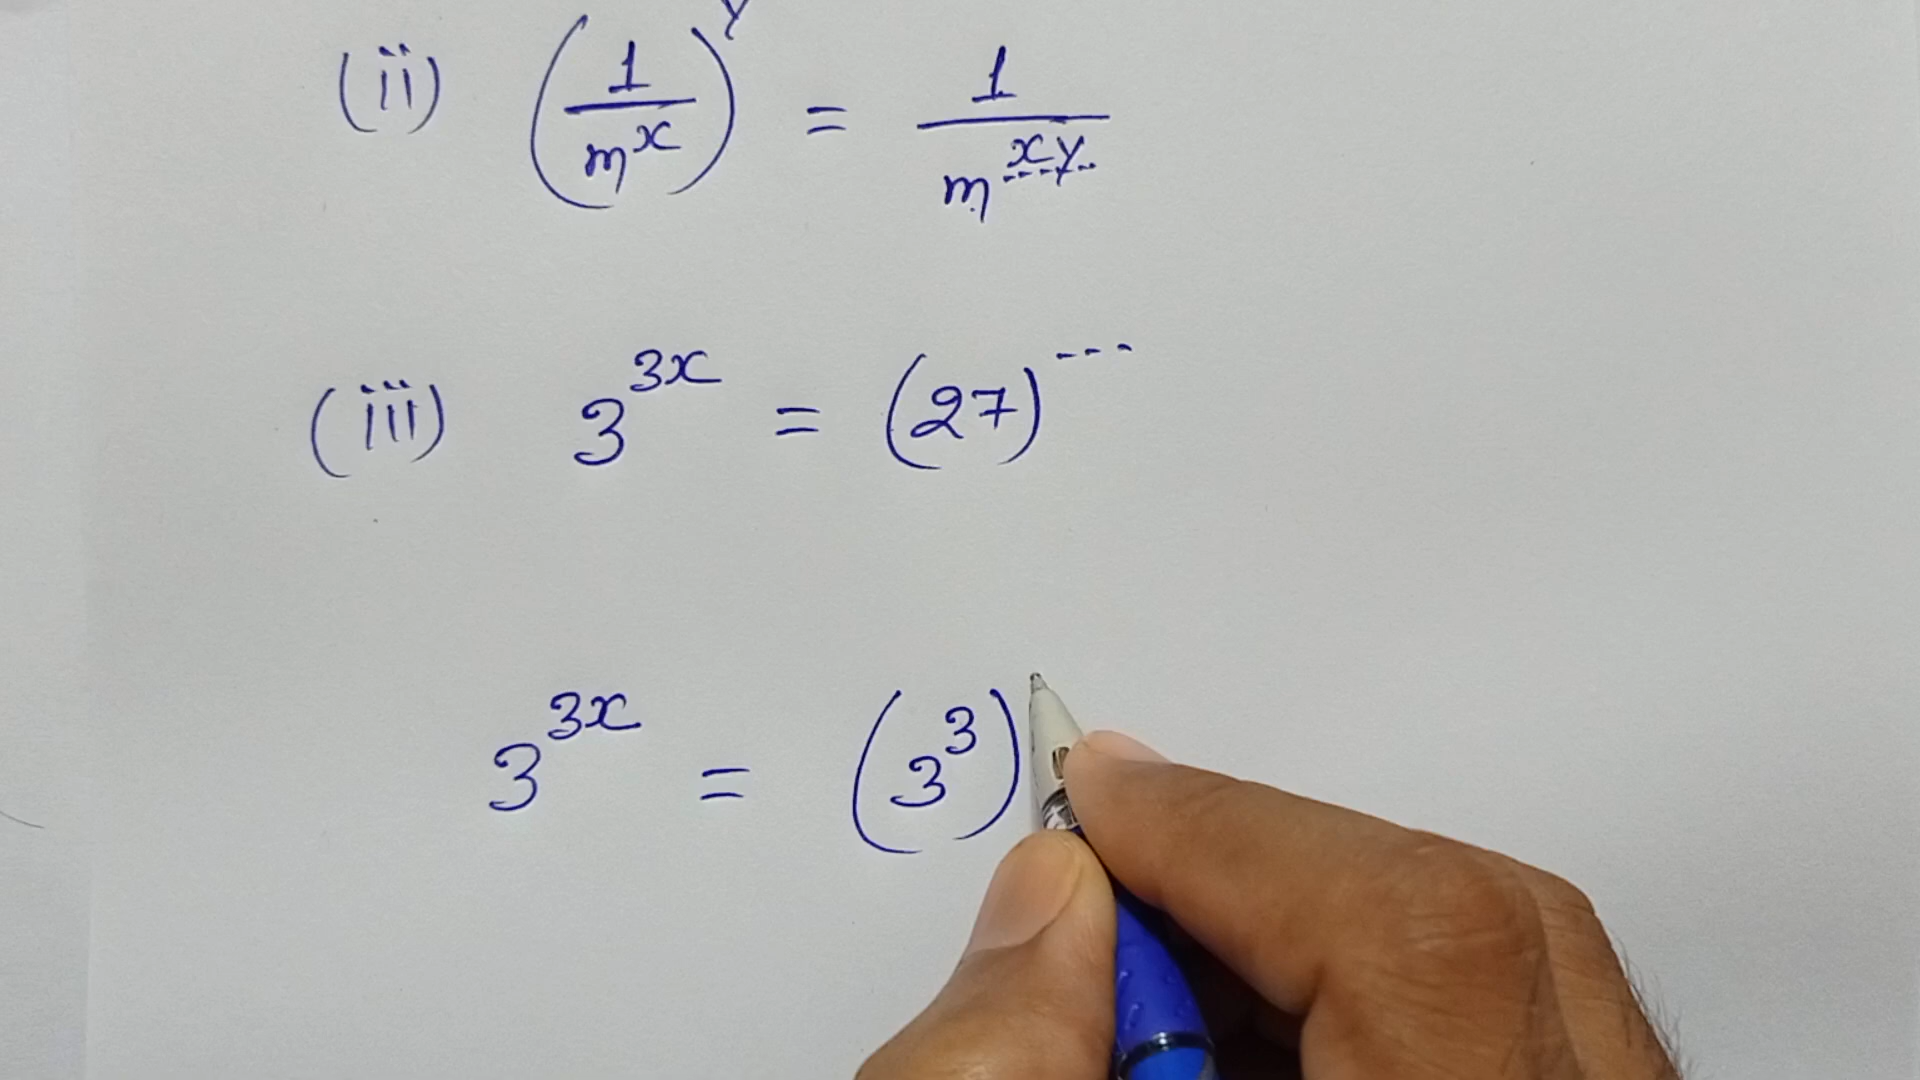 (ii) (1/m^x)^y = 1/m^xy
(iii) 3^3x = (27)^---
3^3x = (3^3)